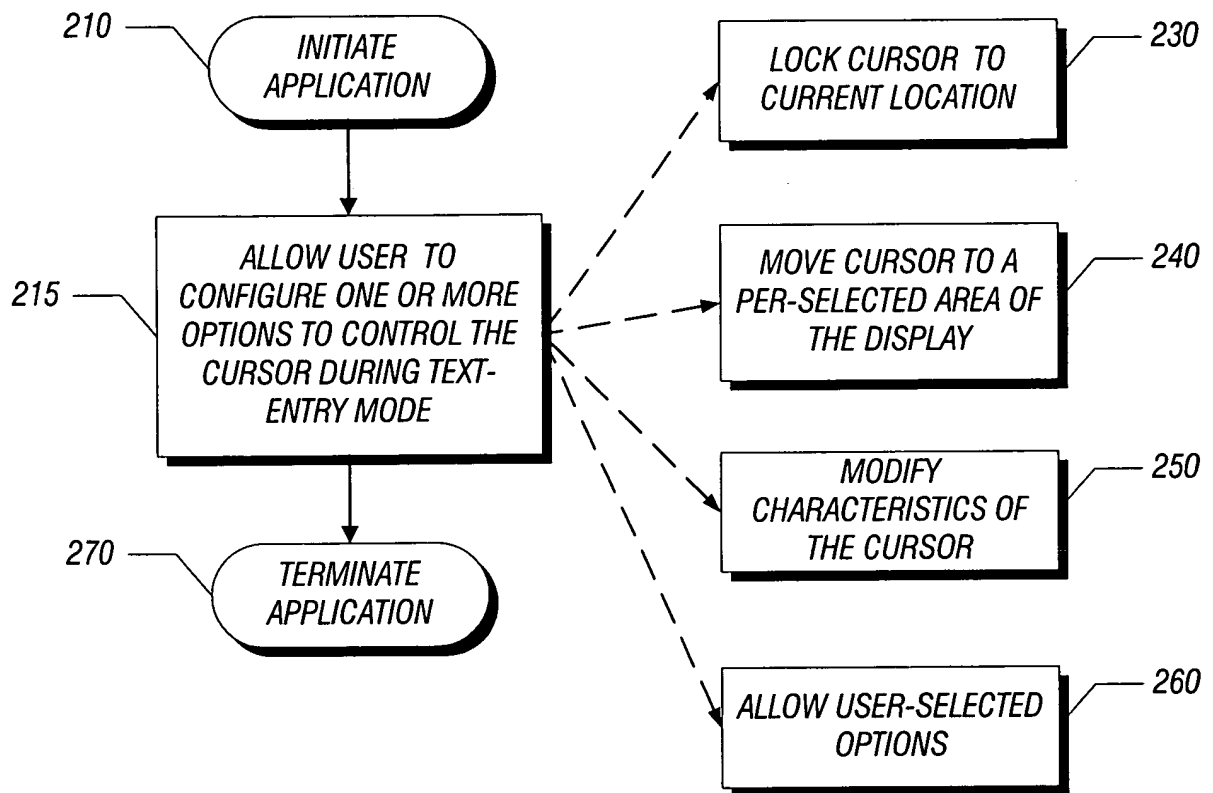 210
INITIATE
APPLICATION
215
ALLOW USER TO
CONFIGURE ONE OR MORE
OPTIONS TO CONTROL THE
CURSOR DURING TEXT-
ENTRY MODE
270
TERMINATE
APPLICATION
LOCK CURSOR TO
CURRENT LOCATION
230
MOVE CURSOR TO A
PER-SELECTED AREA OF
THE DISPLAY
240
MODIFY
CHARACTERISTICS OF
THE CURSOR
250
ALLOW USER-SELECTED
OPTIONS
260